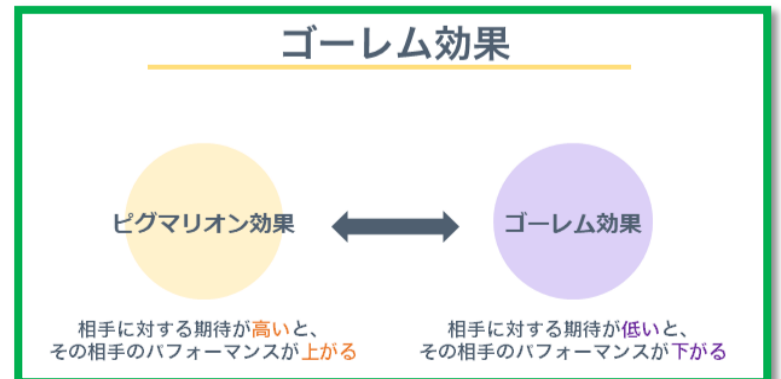 ゴーレム効果
ピグマリオン効果
ゴーレム効果
相手に対する期待が高いと、
その相手のパフォーマンスが上がる
相手に対する期待が低いと、
その相手のパフォーマンスが下がる